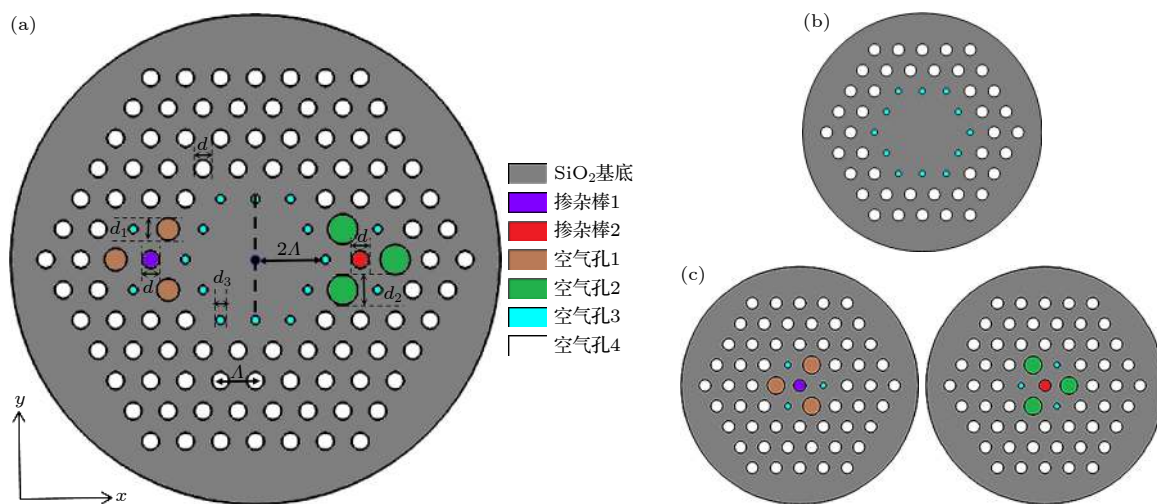 (a)
d
d₁
d
d₃
2Λ
d
d₂
Λ
y
x
SiO₂基底
掺杂棒1
掺杂棒2
空气孔1
空气孔2
空气孔3
空气孔4
(b)
(c)